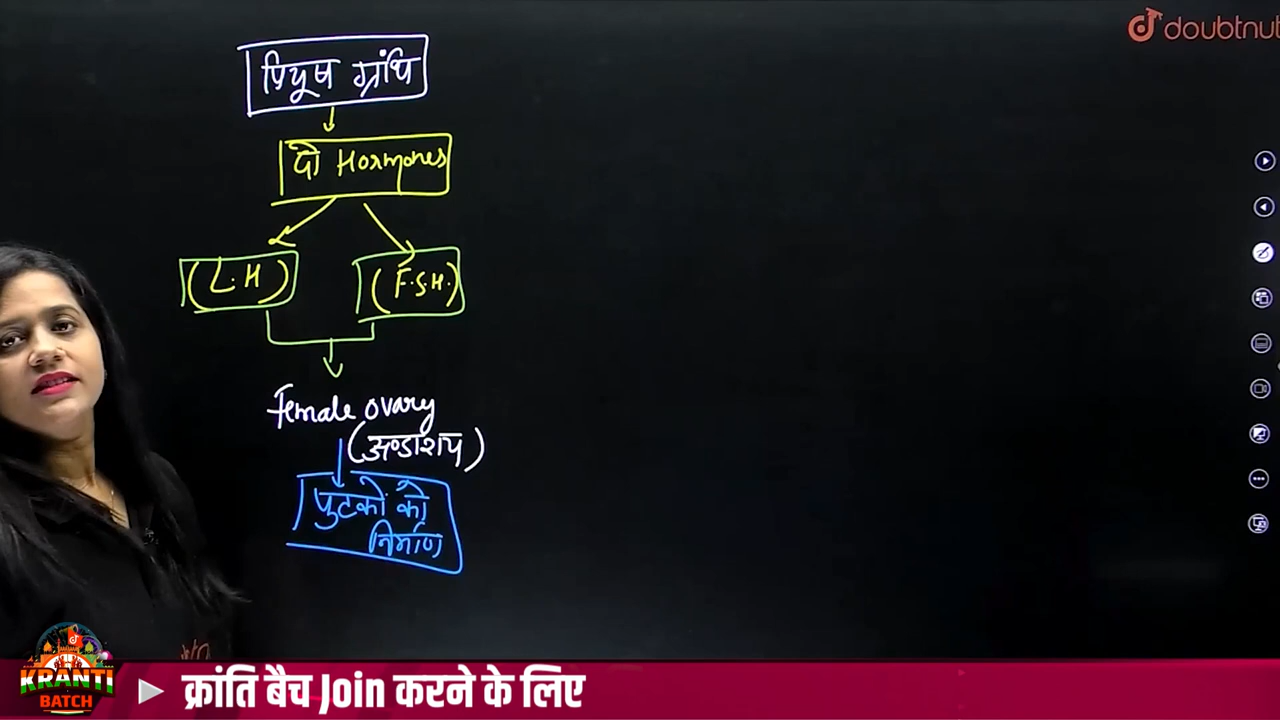 doubtnut
पियूष ग्रंथि
दो Hormones
(L.H)
(F.S.H.)
female ovary
(अण्डाशय)
पुटकों को
निर्माण
KRANTI
BATCH
क्रांति बैच Join करने के लिए